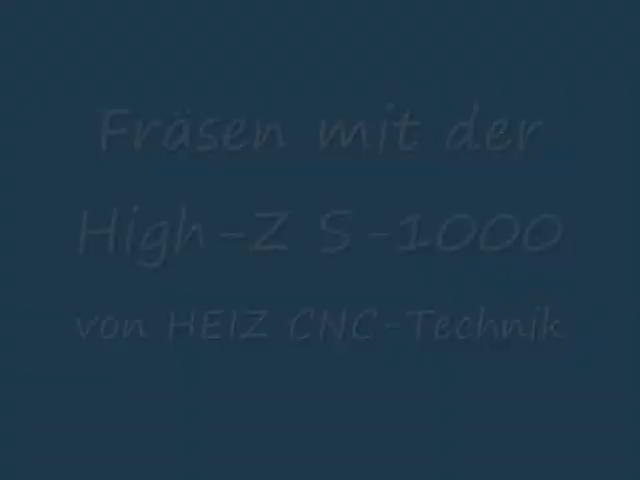 Fräsen mit der
High-Z S-1000
von HEIZ CNC-Technik